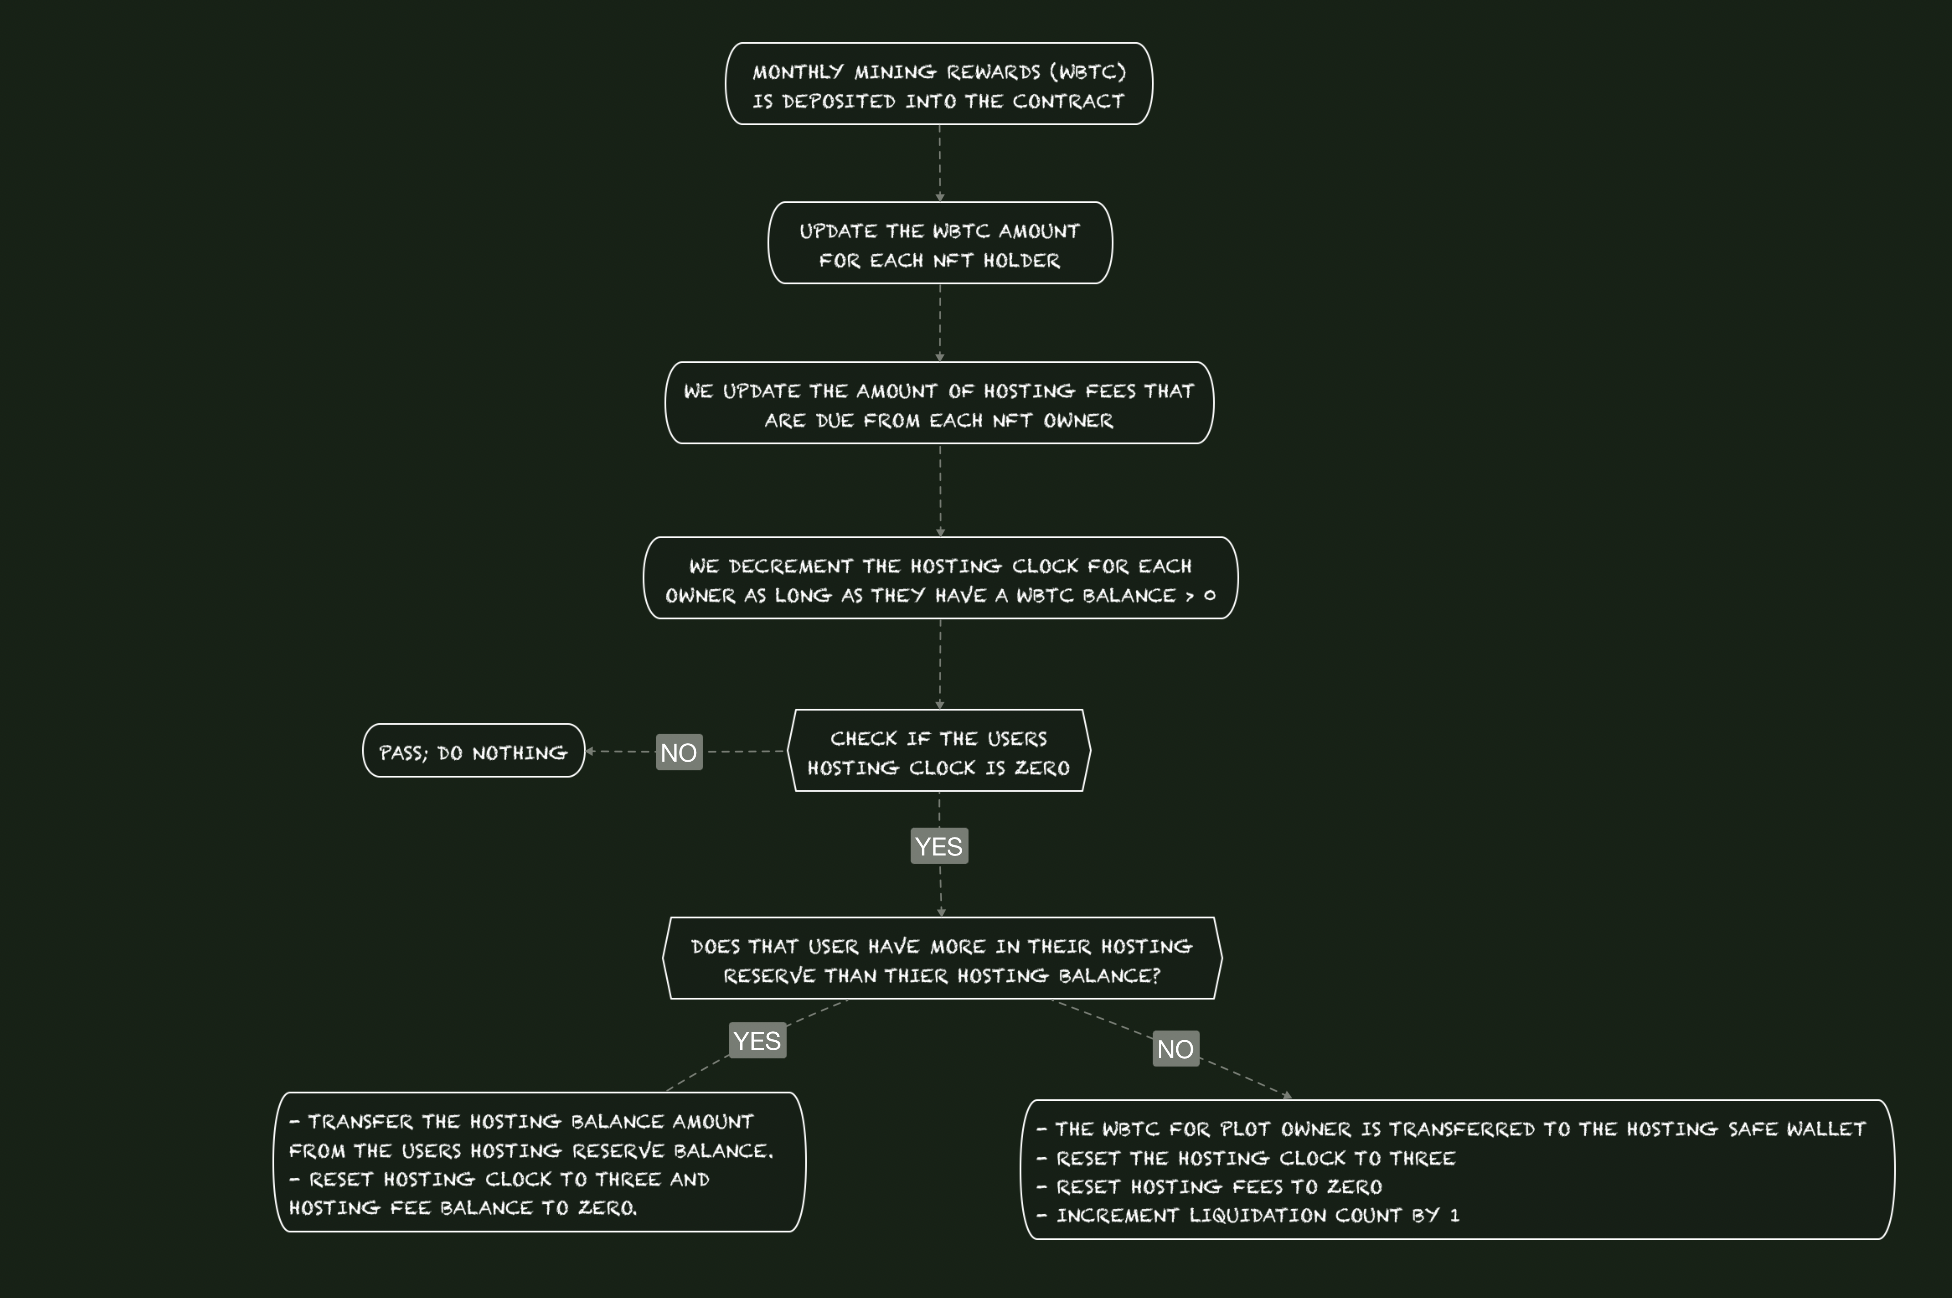 MONTHLY MINING REWARDS (WBTC)
IS DEPOSITED INTO THE CONTRACT
UPDATE THE WBTC AMOUNT
FOR EACH NFT HOLDER
WE UPDATE THE AMOUNT OF HOSTING FEES THAT
ARE DUE FROM EACH NFT OWNER
WE DECREMENT THE HOSTING CLOCK FOR EACH
OWNER AS LONG AS THEY HAVE A WBTC BALANCE > 0
CHECK IF THE USERS
HOSTING CLOCK IS ZERO
NO
PASS; DO NOTHING
YES
DOES THAT USER HAVE MORE IN THEIR HOSTING
RESERVE THAN THIER HOSTING BALANCE?
YES
NO
- TRANSFER THE HOSTING BALANCE AMOUNT
FROM THE USERS HOSTING RESERVE BALANCE.
- RESET HOSTING CLOCK TO THREE AND
HOSTING FEE BALANCE TO ZERO.
- THE WBTC FOR PLOT OWNER IS TRANSFERRED TO THE HOSTING SAFE WALLET
- RESET THE HOSTING CLOCK TO THREE
- RESET HOSTING FEES TO ZERO
- INCREMENT LIQUIDATION COUNT BY 1